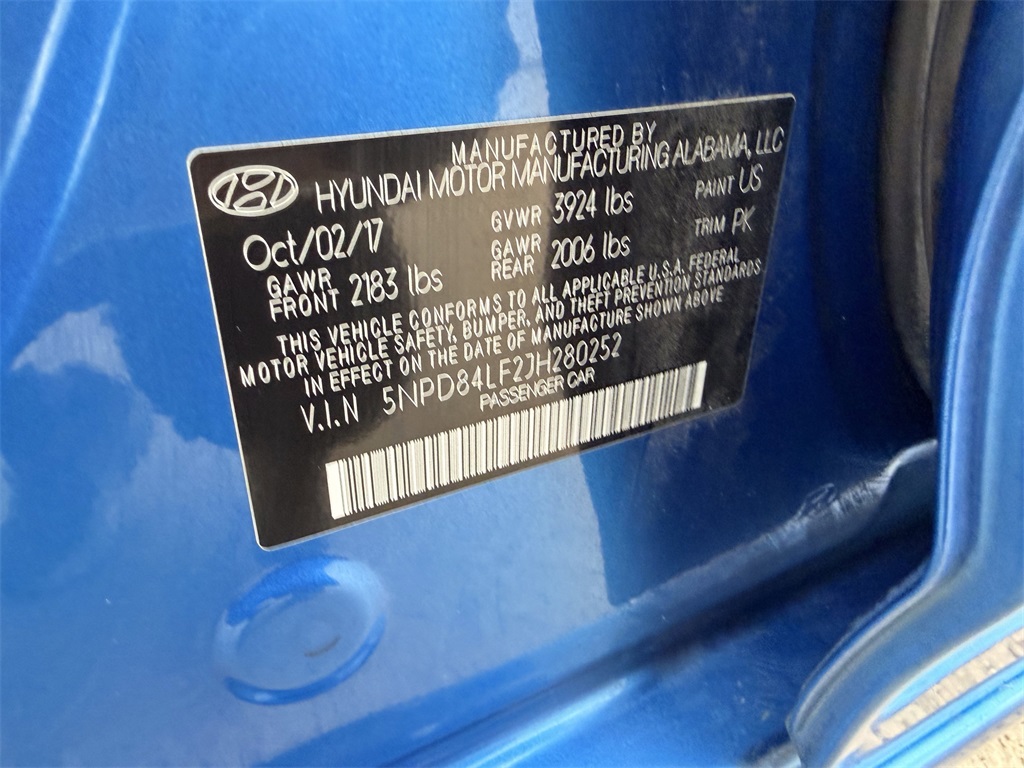 MANUFACTURED BY
HYUNDAI MOTOR MANUFACTURING ALABAMA, LLC
Oct/02/17 GVWR 3924 lbs PAINT US
GAWR FRONT 2183 lbs GAWR REAR 2006 lbs TRIM PK
THIS VEHICLE CONFORMS TO ALL APPLICABLE U.S.A. FEDERAL
MOTOR VEHICLE SAFETY, BUMPER, AND THEFT PREVENTION STANDARDS
IN EFFECT ON THE DATE OF MANUFACTURE SHOWN ABOVE
V.I.N 5NPD84LF2JH280252
PASSENGER CAR